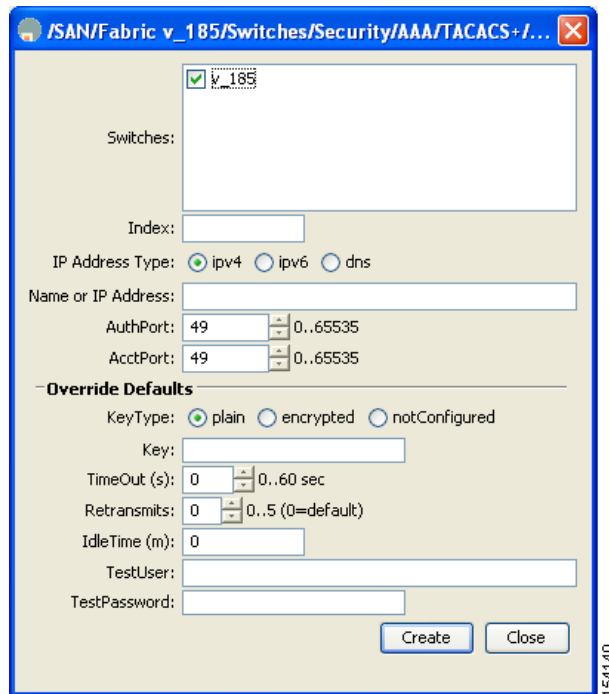 /SAN/Fabric v_185/Switches/Security/AAA/TACACS+/...
Switches: v_185
Index:
IP Address Type: ipv4 ipv6 dns
Name or IP Address:
AuthPort: 49 0..65535
AcctPort: 49 0..65535
Override Defaults
KeyType: plain encrypted notConfigured
Key:
TimeOut (s): 0 0..60 sec
Retransmits: 0 0..5 (0=default)
IdleTime (m): 0
TestUser:
TestPassword:
Create Close